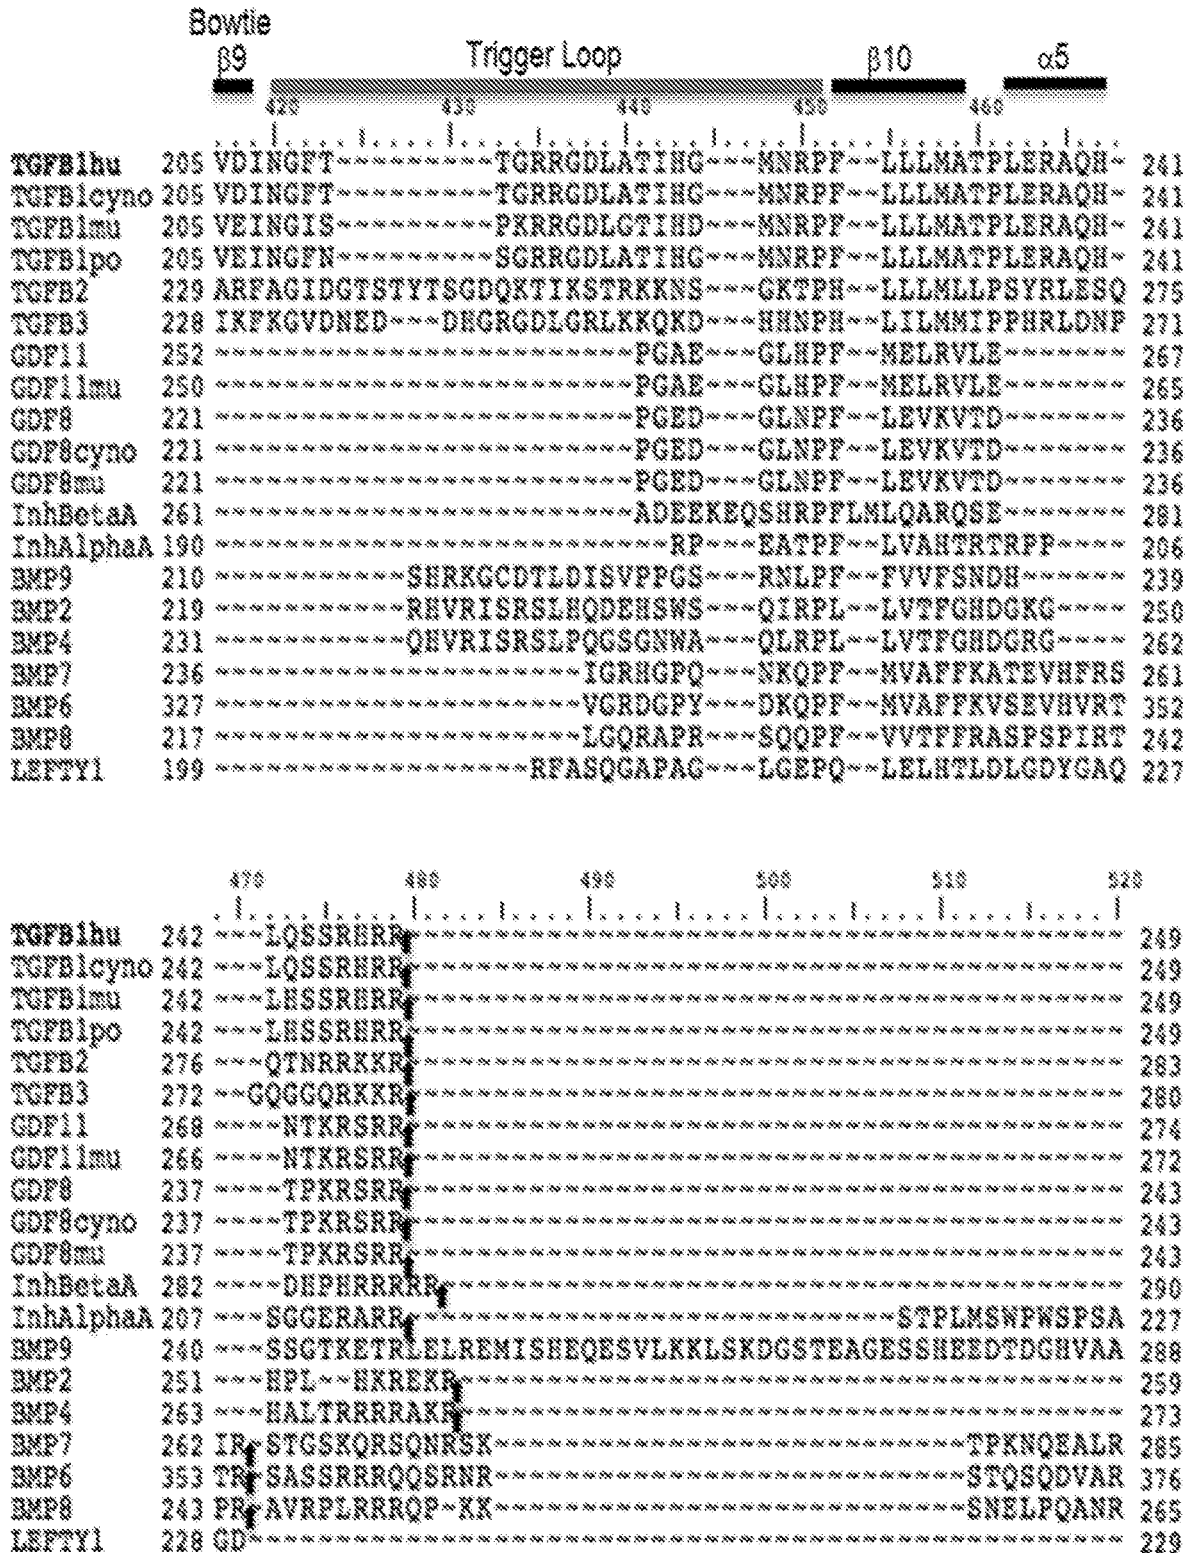 Bowtie
β9 Trigger Loop β10 α5
420 430 440 450 460
TGFB1hu 205 VDINGFT~~~~~~~~~TGRRGDLATIHG~~~MNRPF~~LLLMATPLERAQH~ 241
TGFB1cyno 205 VDINGFT~~~~~~~~~TGRRGDLATIHG~~~MNRPF~~LLLMATPLERAQH~ 241
TGFB1mu 205 VEINGIS~~~~~~~~~PKRRGDLGTIHD~~~MNRPF~~LLLMATPLERAQH~ 241
TGFB1po 205 VEINGFN~~~~~~~~~SGRRGDLATIHG~~~MNRPF~~LLLMATPLERAQH~ 241
TGFB2 229 ARFAGIDGTSTYTSGDQKTIKSTRKKNS~~~GKTPH~~LLLMLLPSYRLESQ 275
TGFB3 228 IKFKGVDNED~~~DHGRGDLGRLKKQKD~~~HHNPH~~LILMMIPPHRLDNP 271
GDF11 252 ~~~~~~~~~~~~~~~~~~~~~~~~PGAE~~~GLHPF~~MELRVLE~~~~~~~ 267
GDF11mu 250 ~~~~~~~~~~~~~~~~~~~~~~~~PGAE~~~GLHPF~~MELRVLE~~~~~~~ 265
GDF8 221 ~~~~~~~~~~~~~~~~~~~~~~~~PGED~~~GLNPF~~LEVKVTD~~~~~~~ 236
GDF8cyno 221 ~~~~~~~~~~~~~~~~~~~~~~~~PGED~~~GLNPF~~LEVKVTD~~~~~~~ 236
GDF8mu 221 ~~~~~~~~~~~~~~~~~~~~~~~~PGED~~~GLNPF~~LEVKVTD~~~~~~~ 236
InhBetaA 261 ~~~~~~~~~~~~~~~~~~~~~~~~ADEEKEQSHRPFLMLQARQSE~~~~~~~ 281
InhAlphaA 190 ~~~~~~~~~~~~~~~~~~~~~~~~~~RP~~~EATPF~~LVAHTRTRPP~~~~ 206
BMP9 210 ~~~~~~~~~~~SHRKGCDTLDISVPPGS~~~RNLPF~~FVVFSNDH~~~~~~ 239
BMP2 219 ~~~~~~~~~~~RHVRISRSLHQDEHSWS~~~QIRPL~~LVTFGHDGKG~~~~ 250
BMP4 231 ~~~~~~~~~~~QHVRISRSLPQGSGNWA~~~QLRPL~~LVTFGHDGRG~~~~ 262
BMP7 236 ~~~~~~~~~~~~~~~~~~~~~IGRHGPQ~~~NKQPF~~MVAFFKATEVHFRS 261
BMP6 327 ~~~~~~~~~~~~~~~~~~~~~VGRDGPY~~~DKQPF~~MVAFFKVSEVHVRT 352
BMP8 217 ~~~~~~~~~~~~~~~~~~~~~LGQRAPR~~~SQQPF~~VVTFFRASPSPIRT 242
LEFTY1 199 ~~~~~~~~~~~~~~~~~~RFASQGAPAG~~~LGEPQ~~LELHTLDLGDYGAQ 227
470 480 490 500 510 520
TGFB1hu 242 ~~~LQSSRHRR~~~~~~~~~~~~~~~~~~~~~~~~~~~~~~~~~~~~~~~~~ 249
TGFB1cyno 242 ~~~LQSSRHRR~~~~~~~~~~~~~~~~~~~~~~~~~~~~~~~~~~~~~~~~~ 249
TGFB1mu 242 ~~~LHSSRHRR~~~~~~~~~~~~~~~~~~~~~~~~~~~~~~~~~~~~~~~~~ 249
TGFB1po 242 ~~~LHSSRHRR~~~~~~~~~~~~~~~~~~~~~~~~~~~~~~~~~~~~~~~~~ 249
TGFB2 276 ~~~QTNRRKKR~~~~~~~~~~~~~~~~~~~~~~~~~~~~~~~~~~~~~~~~~ 283
TGFB3 272 ~~GQGGQRKKR~~~~~~~~~~~~~~~~~~~~~~~~~~~~~~~~~~~~~~~~~ 280
GDF11 268 ~~~~NTKRSRR~~~~~~~~~~~~~~~~~~~~~~~~~~~~~~~~~~~~~~~~~ 274
GDF11mu 266 ~~~~NTKRSRR~~~~~~~~~~~~~~~~~~~~~~~~~~~~~~~~~~~~~~~~~ 272
GDF8 237 ~~~~TPKRSRR~~~~~~~~~~~~~~~~~~~~~~~~~~~~~~~~~~~~~~~~~ 243
GDF8cyno 237 ~~~~TPKRSRR~~~~~~~~~~~~~~~~~~~~~~~~~~~~~~~~~~~~~~~~~ 243
GDF8mu 237 ~~~~TPKRSRR~~~~~~~~~~~~~~~~~~~~~~~~~~~~~~~~~~~~~~~~~ 243
InhBetaA 282 ~~~~DHPHRRRRR~~~~~~~~~~~~~~~~~~~~~~~~~~~~~~~~~~~~~~~ 290
InhAlphaA 207 ~~~SGGERARR~~~~~~~~~~~~~~~~~~~~~~~~~~~~STPLMSWPWSPSA 227
BMP9 240 ~~~SSGTKETRLELREMISHEQESVLKKLSKDGSTEAGESSHEEDTDGHVAA 288
BMP2 251 ~~~HPL~~HKREKR~~~~~~~~~~~~~~~~~~~~~~~~~~~~~~~~~~~~~~ 259
BMP4 263 ~~~HALTRRRRAKR~~~~~~~~~~~~~~~~~~~~~~~~~~~~~~~~~~~~~~ 273
BMP7 262 IR~STGSKQRSQNRSK~~~~~~~~~~~~~~~~~~~~~~~~~~~TPKNQEALR 285
BMP6 353 TR~SASSRRRQQSRNR~~~~~~~~~~~~~~~~~~~~~~~~~~~STQSQDVAR 376
BMP8 243 PR~AVRPLRRRQP~KK~~~~~~~~~~~~~~~~~~~~~~~~~~~SNELPQANR 265
LEFTY1 228 GD~~~~~~~~~~~~~~~~~~~~~~~~~~~~~~~~~~~~~~~~~~~~~~~~~~ 229